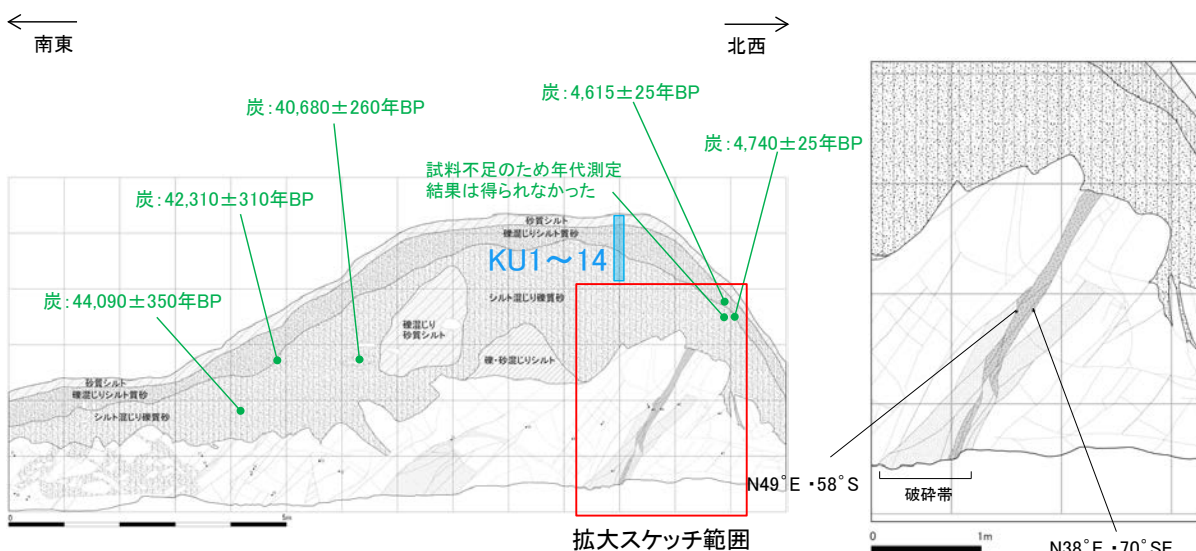 南東
北西
炭:40,680±260年BP
炭:4,615±25年BP
炭:4,740±25年BP
試料不足のため年代測定
結果は得られなかった
炭:42,310±310年BP
炭:44,090±350年BP
砂質シルト
礫混じりシルト質砂
KU1～14
シルト混じり礫質砂
礫混じり
砂質シルト
礫・砂混じりシルト
砂質シルト
礫混じりシルト質砂
シルト混じり礫質砂
N49°E・58°S
破砕帯
0
5m
拡大スケッチ範囲
0
1m
N38°E・70°SE